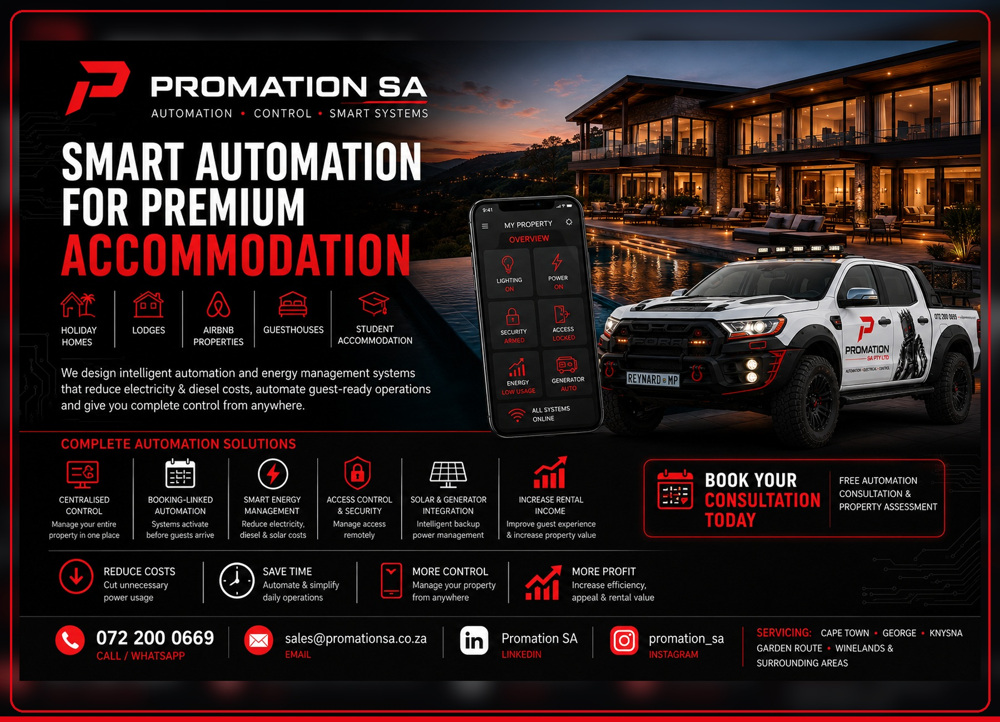 PROMATION SA
AUTOMATION • CONTROL • SMART SYSTEMS
SMART AUTOMATION
FOR PREMIUM
ACCOMMODATION
HOLIDAY
HOMES
LODGES
AIRBNB
PROPERTIES
GUESTHOUSES
STUDENT
ACCOMMODATION
We design intelligent automation and energy management systems
that reduce electricity & diesel costs, automate guest-ready operations
and give you complete control from anywhere.
9:41
MY PROPERTY
OVERVIEW
LIGHTING
ON
POWER
ON
SECURITY
ARMED
ACCESS
LOCKED
ENERGY
LOW USAGE
GENERATOR
AUTO
ALL SYSTEMS
ONLINE
REYNARD MP
PROMATION
SA PTY LTD
AUTOMATION • ELECTRICAL • CONTROL
COMPLETE AUTOMATION SOLUTIONS
CENTRALISED
CONTROL
Manage your entire
property in one place
BOOKING-LINKED
AUTOMATION
Systems activate
before guests arrive
SMART ENERGY
MANAGEMENT
Reduce electricity,
diesel & solar costs
ACCESS CONTROL
& SECURITY
Manage access
remotely
SOLAR & GENERATOR
INTEGRATION
Intelligent backup
power management
INCREASE RENTAL
INCOME
Improve guest experience
& increase property value
BOOK YOUR
CONSULTATION
TODAY
FREE AUTOMATION
CONSULTATION &
PROPERTY ASSESSMENT
REDUCE COSTS
Cut unnecessary
power usage
SAVE TIME
Automate & simplify
daily operations
MORE CONTROL
Manage your property
from anywhere
MORE PROFIT
Increase efficiency,
appeal & rental value
072 200 0669
CALL / WHATSAPP
sales@promationsa.co.za
EMAIL
in
Promation SA
LINKEDIN
promation_sa
INSTAGRAM
SERVICING: CAPE TOWN • GEORGE • KNYSNA
GARDEN ROUTE • WINELANDS &
SURROUNDING AREAS